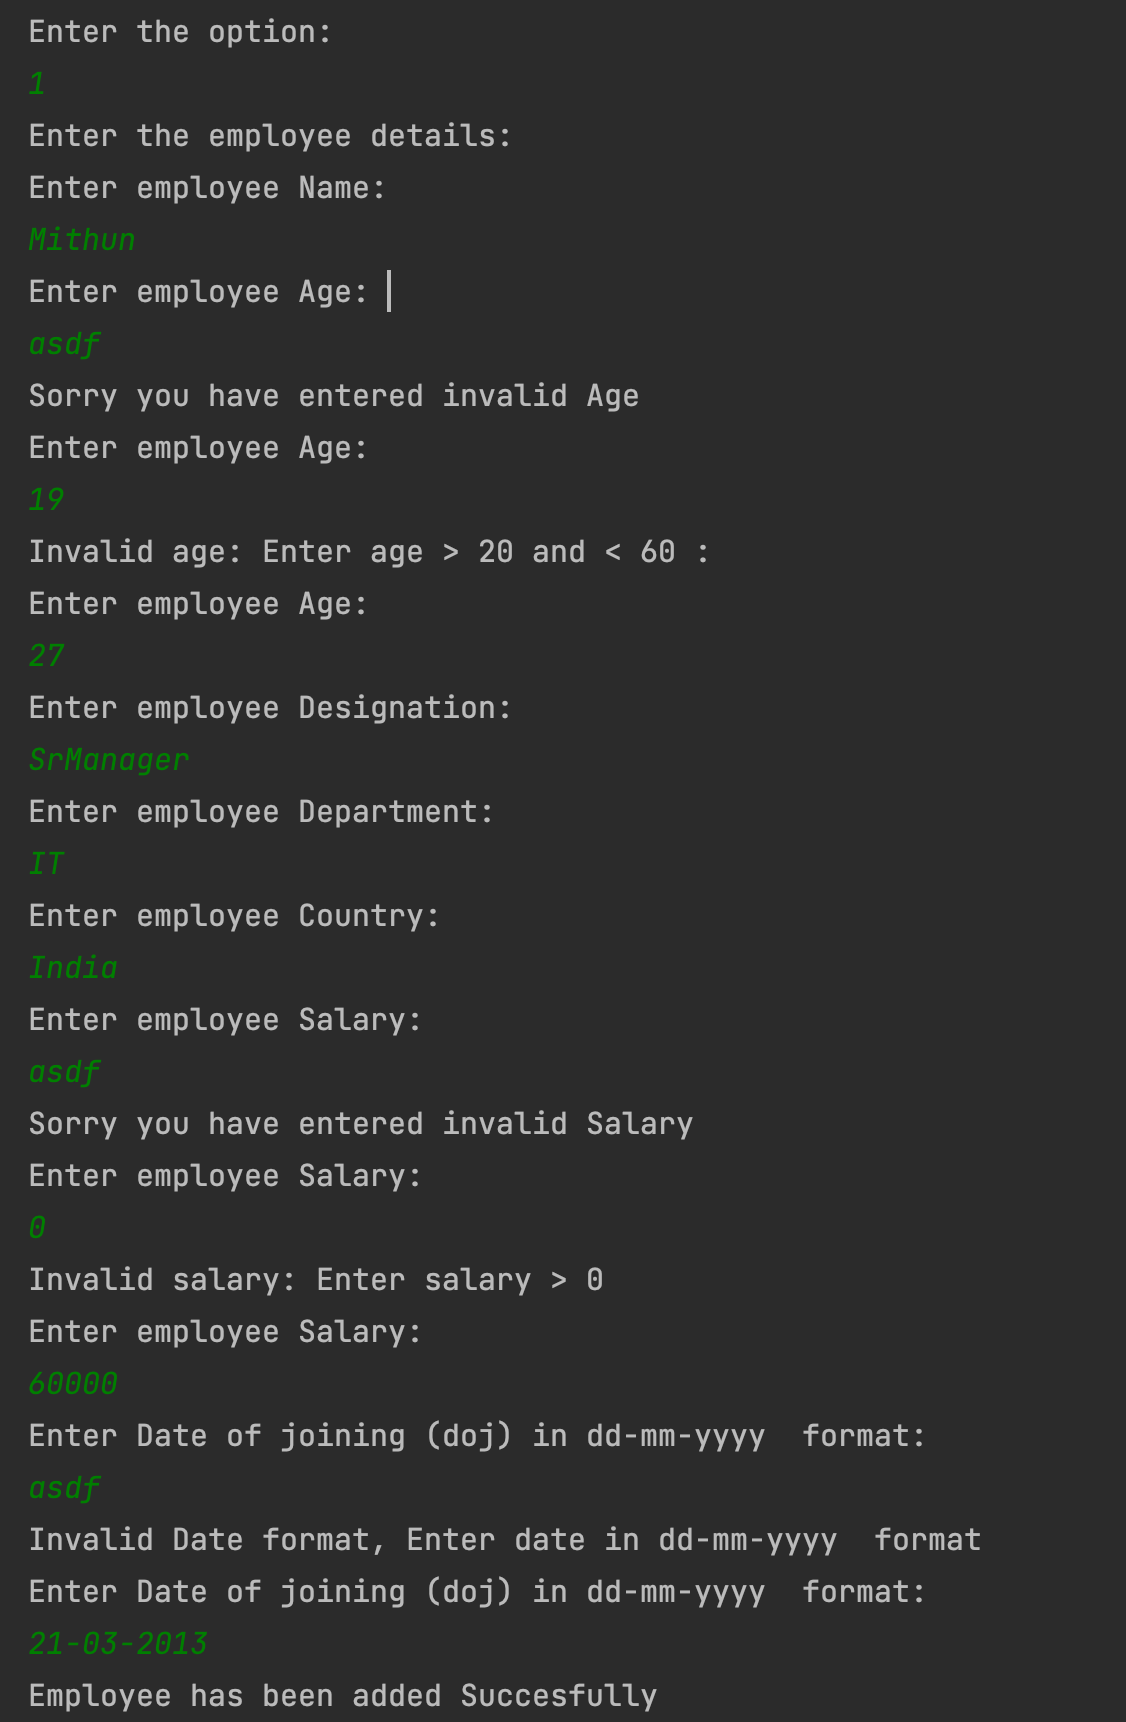 Enter the option:
1
Enter the employee details:
Enter employee Name:
Mithun
Enter employee Age:
asdf
Sorry you have entered invalid Age
Enter employee Age:
19
Invalid age: Enter age > 20 and < 60 :
Enter employee Age:
27
Enter employee Designation:
SrManager
Enter employee Department:
IT
Enter employee Country:
India
Enter employee Salary:
asdf
Sorry you have entered invalid Salary
Enter employee Salary:
0
Invalid salary: Enter salary > 0
Enter employee Salary:
60000
Enter Date of joining (doj) in dd-mm-yyyy  format:
asdf
Invalid Date format, Enter date in dd-mm-yyyy  format
Enter Date of joining (doj) in dd-mm-yyyy  format:
21-03-2013
Employee has been added Succesfully